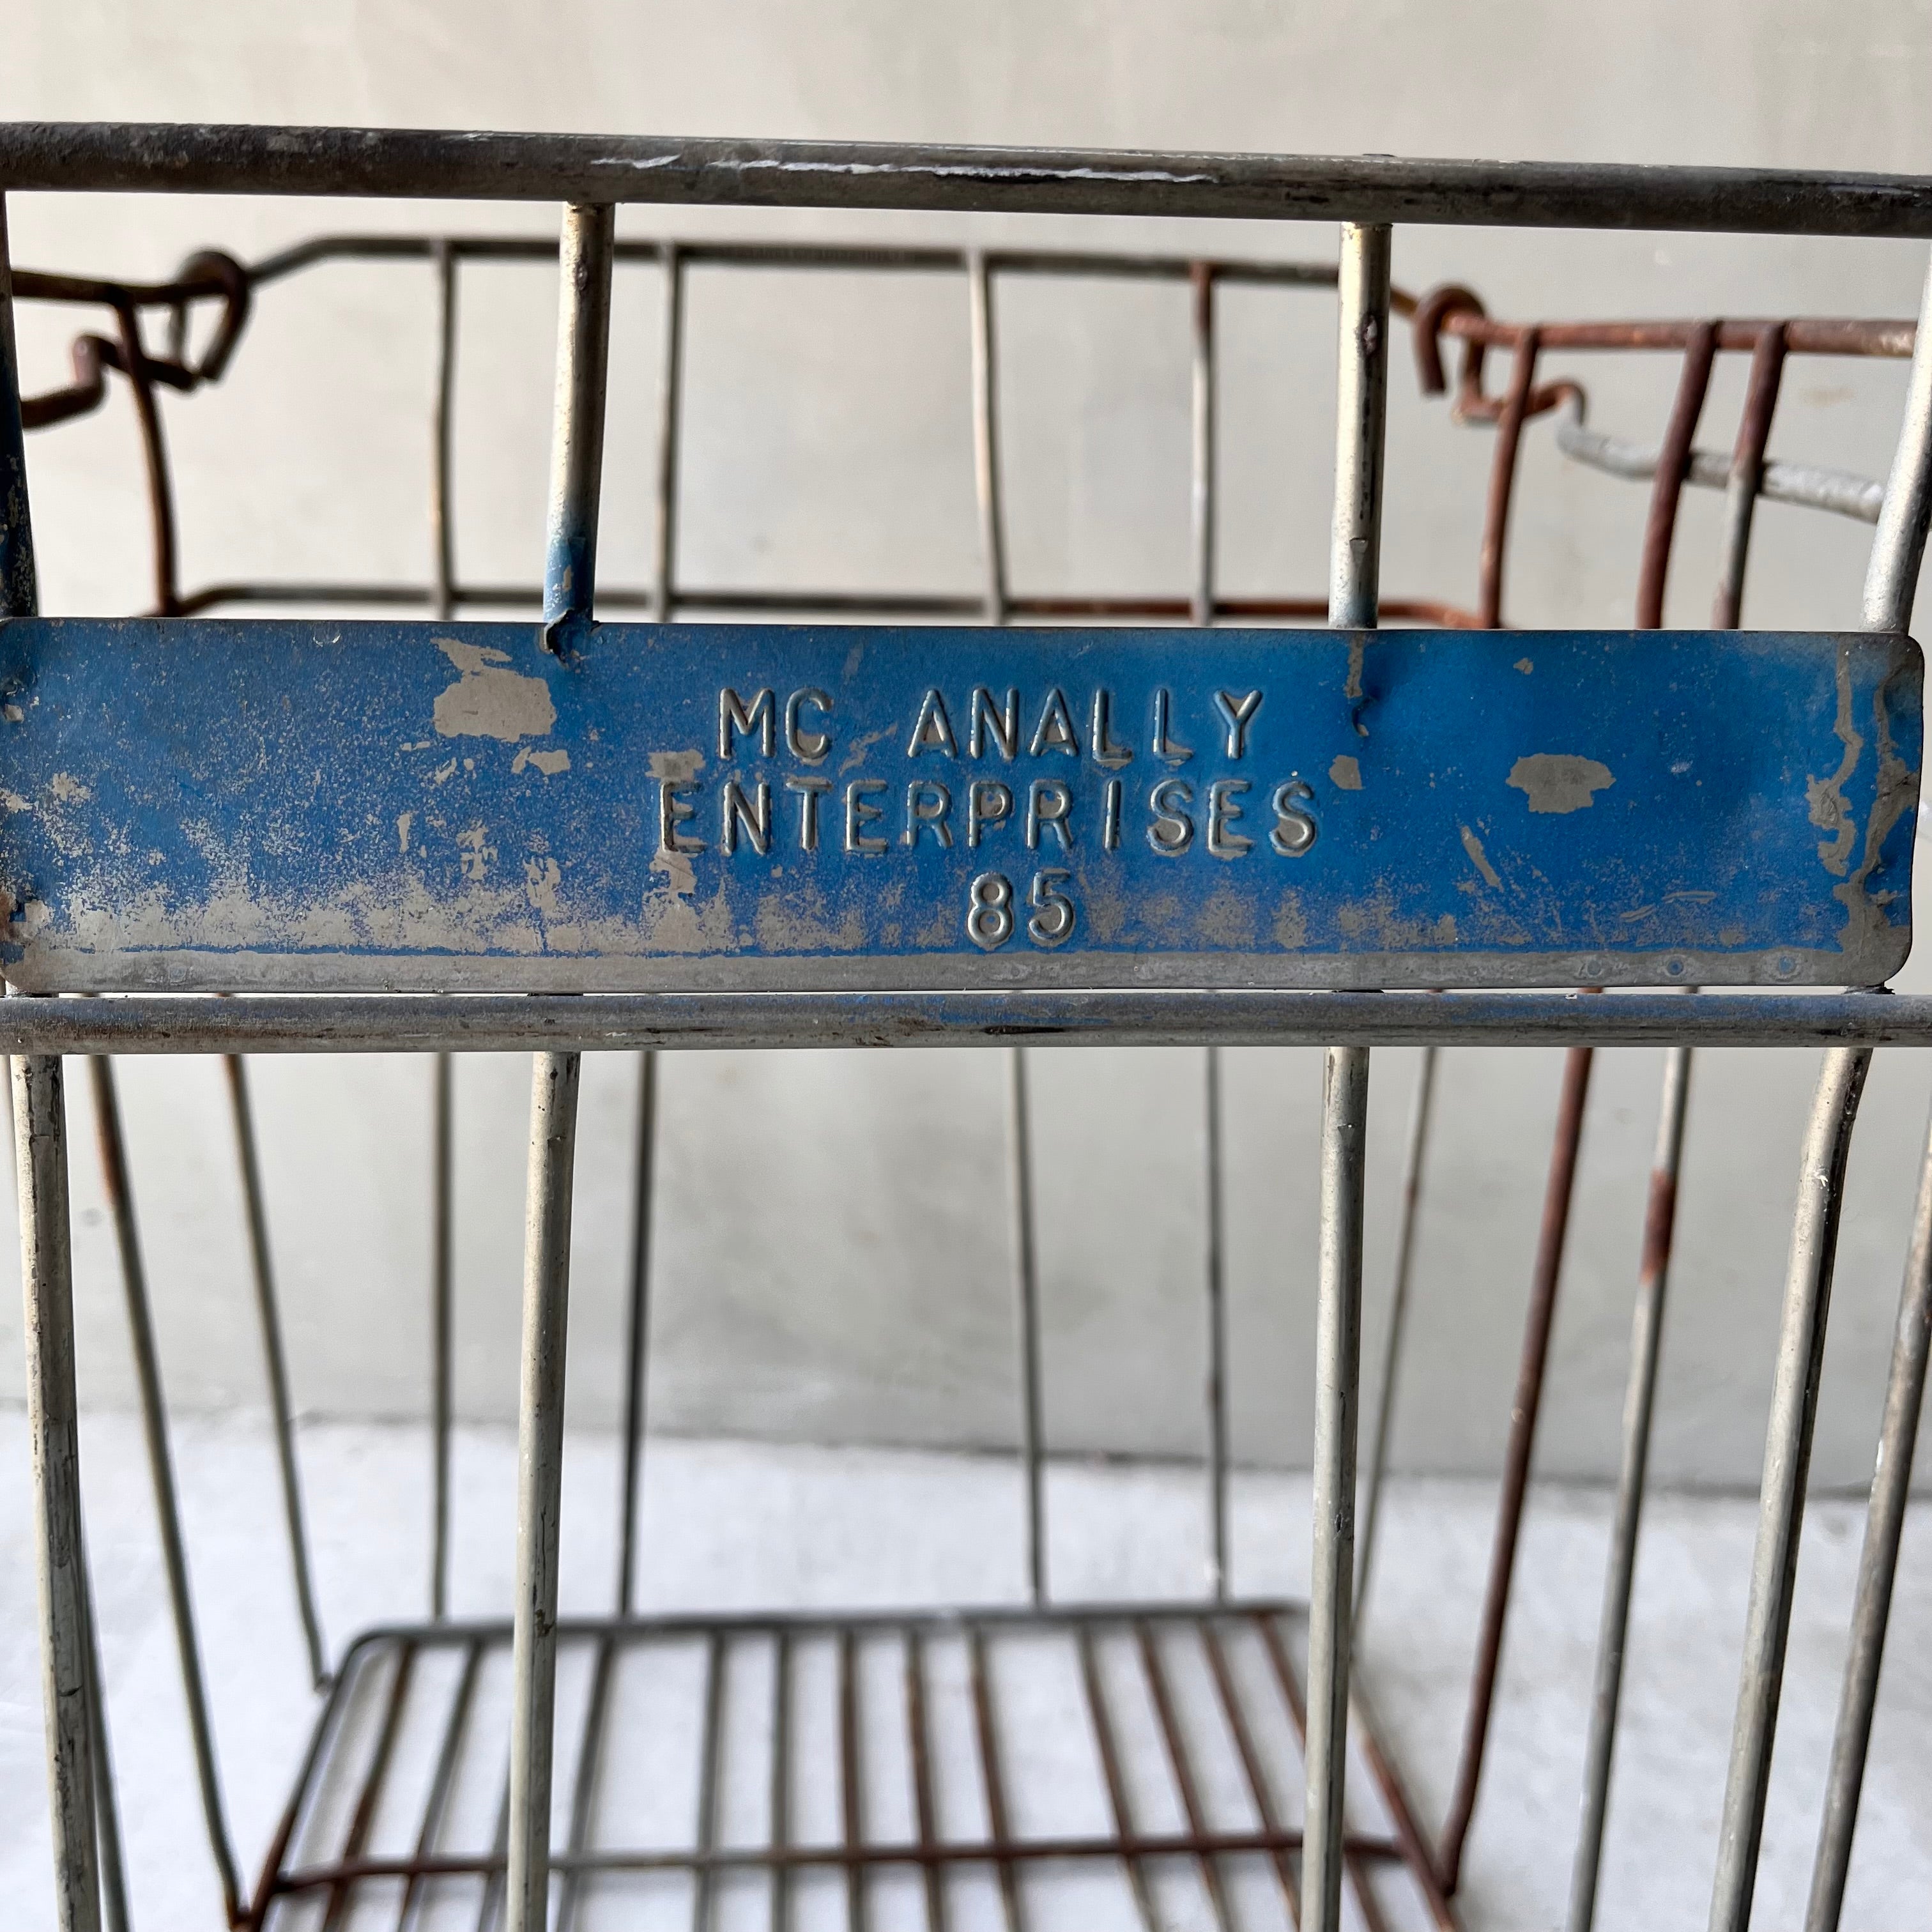 MC ANALLY
ENTERPRISES
85